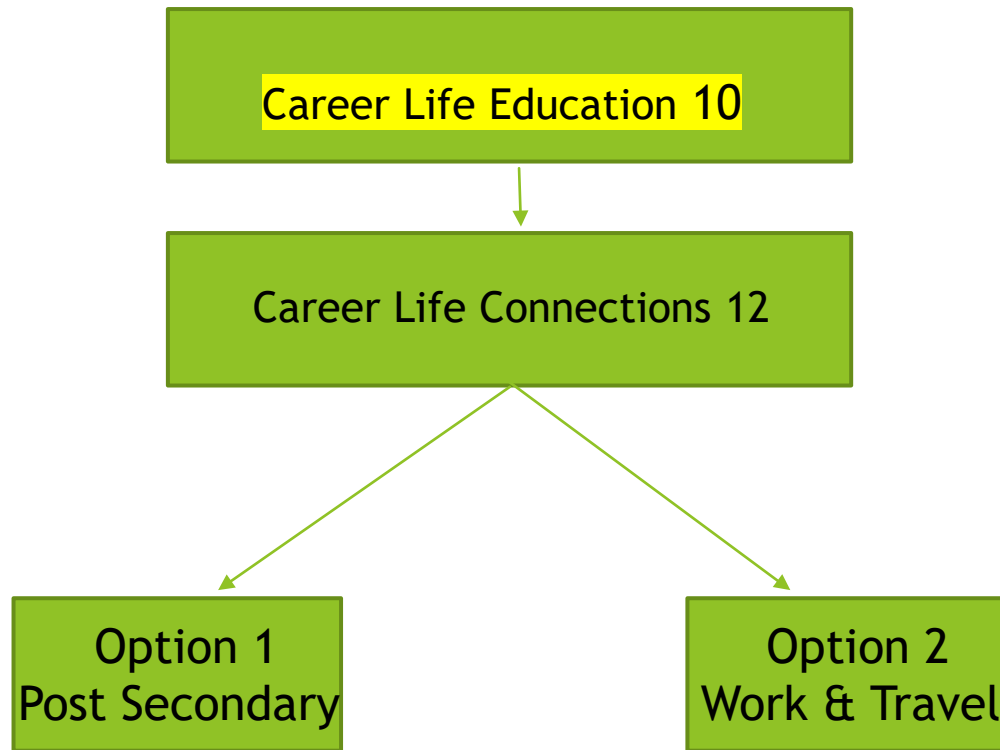 Career Life Education 10
Career Life Connections 12
Option 1
Post Secondary
Option 2
Work & Travel